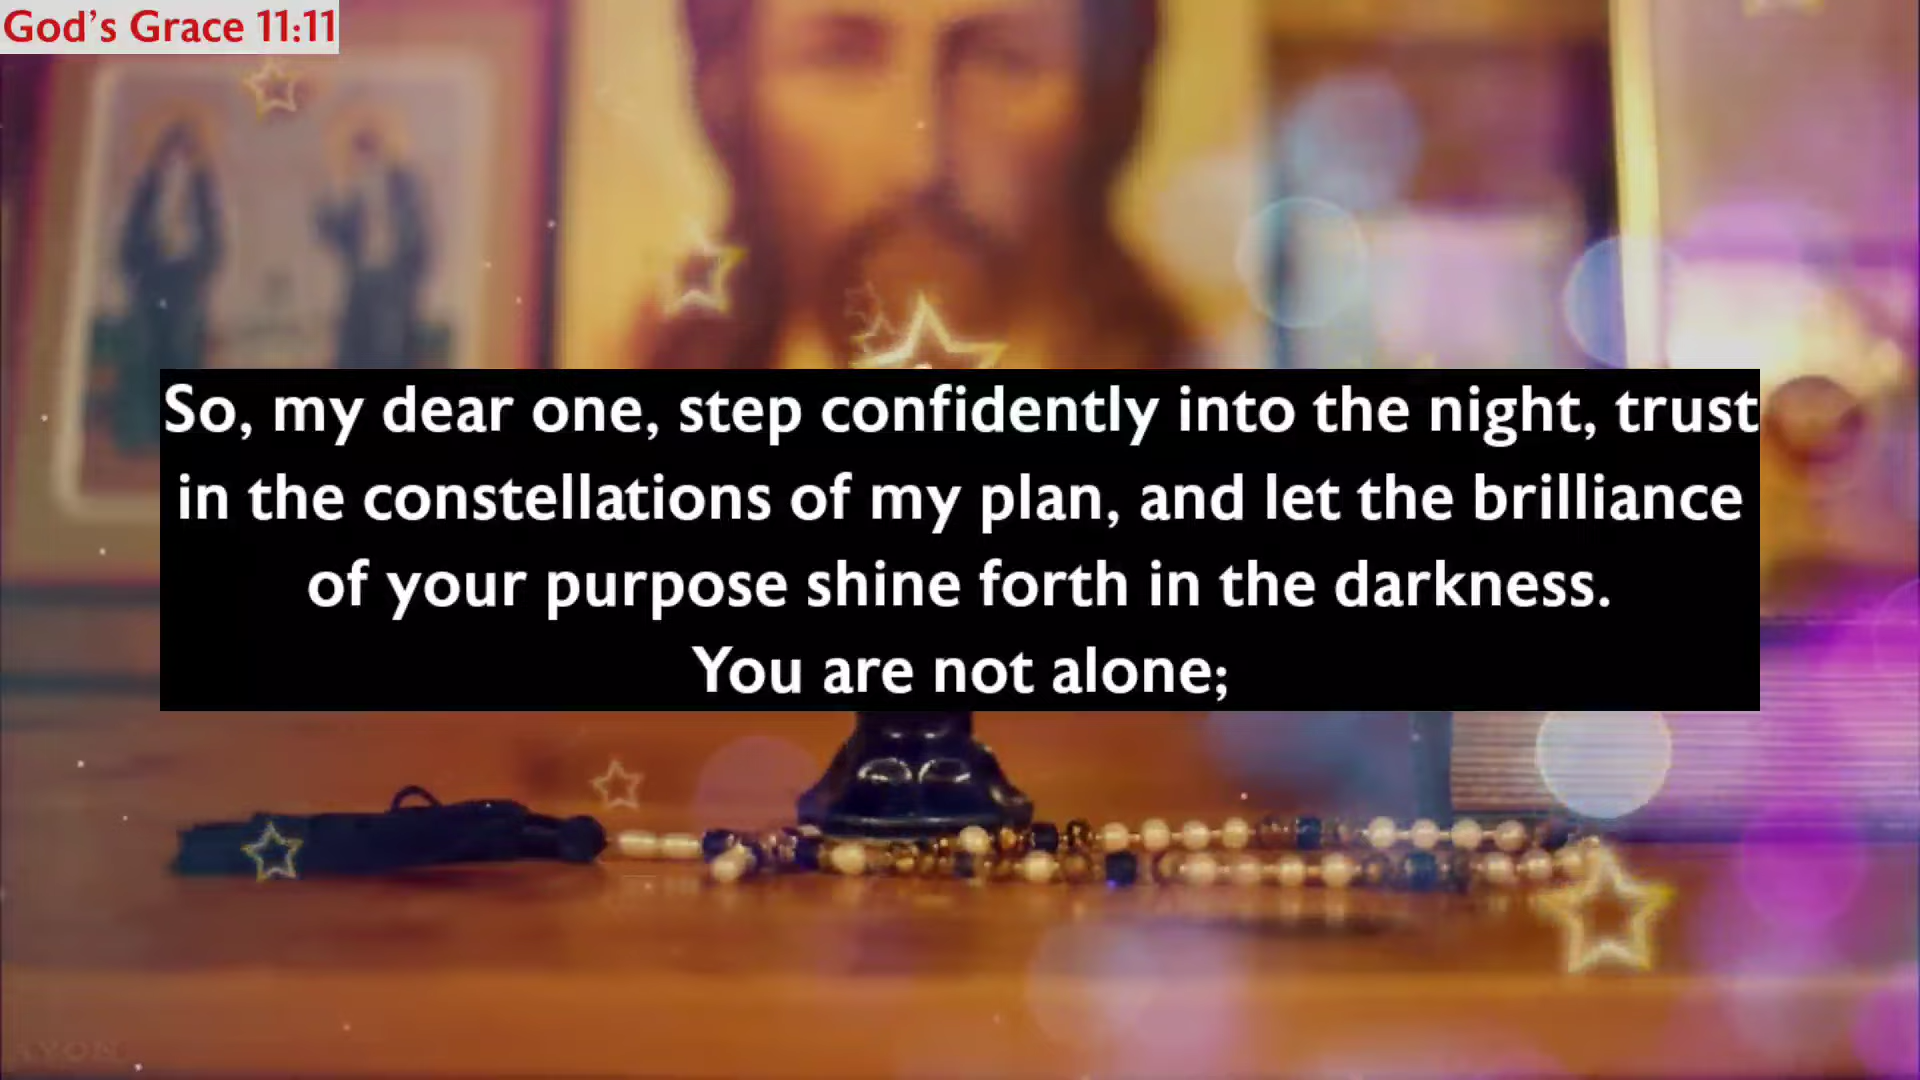 God's Grace 11:11
So, my dear one, step confidently into the night, trust
in the constellations of my plan, and let the brilliance
of your purpose shine forth in the darkness.
You are not alone;